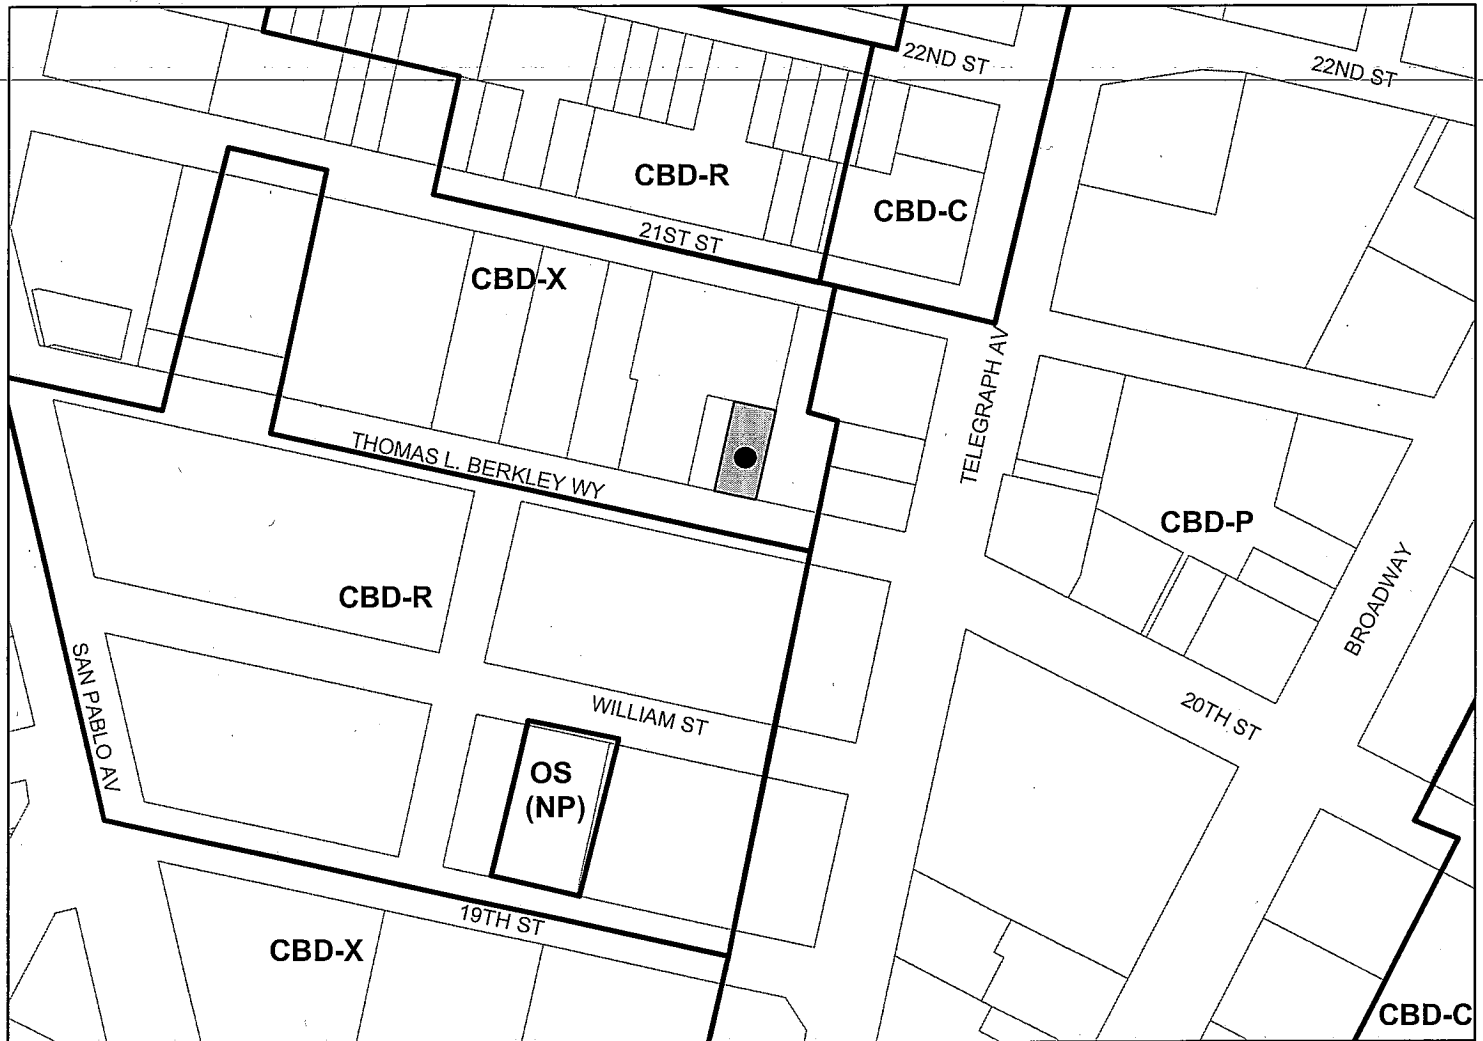 22ND ST
22ND ST
CBD-R
CBD-C
21ST ST
CBD-X
TELEGRAPH AV
THOMAS L. BERKLEY WY
CBD-P
BROADWAY
CBD-R
SAN PABLO AV
WILLIAM ST
20TH ST
OS
(NP)
19TH ST
CBD-X
CBD-C